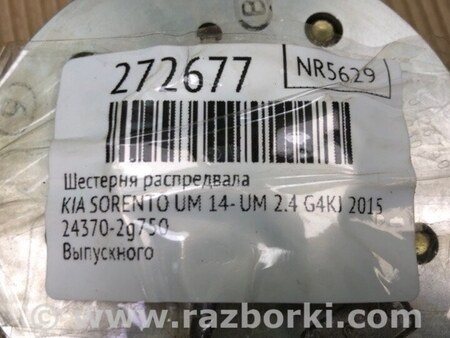 272677
NR5629
Шестерня распредвала
KIA SORENTO UM 14- UM 2.4 G4KJ 2015
24370-2g750
Выпускного
© www.razborki.com